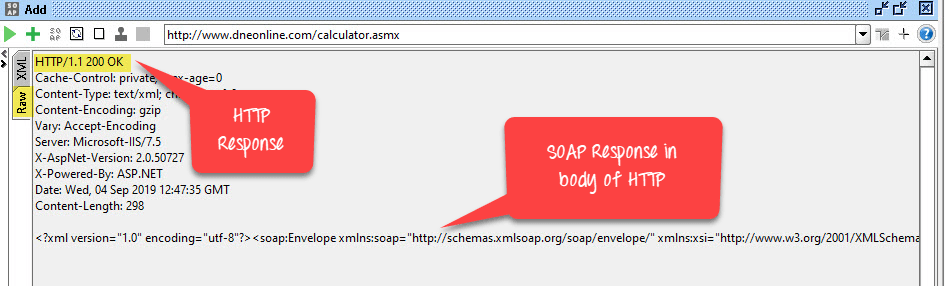 SOAP Add
SO AP http://www.dneonline.com/calculator.asmx
XML
Raw
HTTP/1.1 200 OK
Cache-Control: private, max-age=0
Content-Type: text/xml;
Content-Encoding: gzip
Vary: Accept-Encoding
Server: Microsoft-IIS/7.5
X-AspNet-Version: 2.0.50727
X-Powered-By: ASP.NET
Date: Wed, 04 Sep 2019 12:47:35 GMT
Content-Length: 298
HTTP
Response
SOAP Response in
body of HTTP
<?xml version="1.0" encoding="utf-8"?><soap:Envelope xmlns:soap="http://schemas.xmlsoap.org/soap/envelope/" xmlns:xsi="http://www.w3.org/2001/XMLSchema